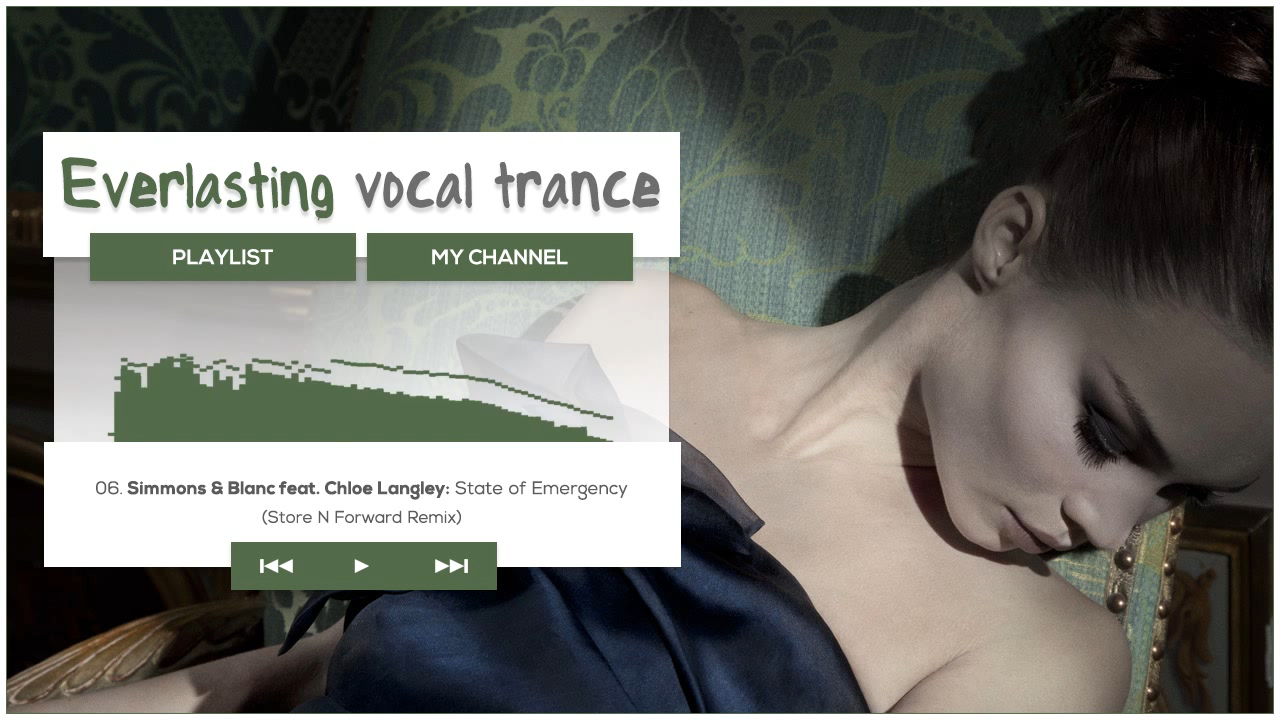 Everlasting vocal trance
PLAYLIST
MY CHANNEL
06. Simmons & Blanc feat. Chloe Langley: State of Emergency
(Store N Forward Remix)